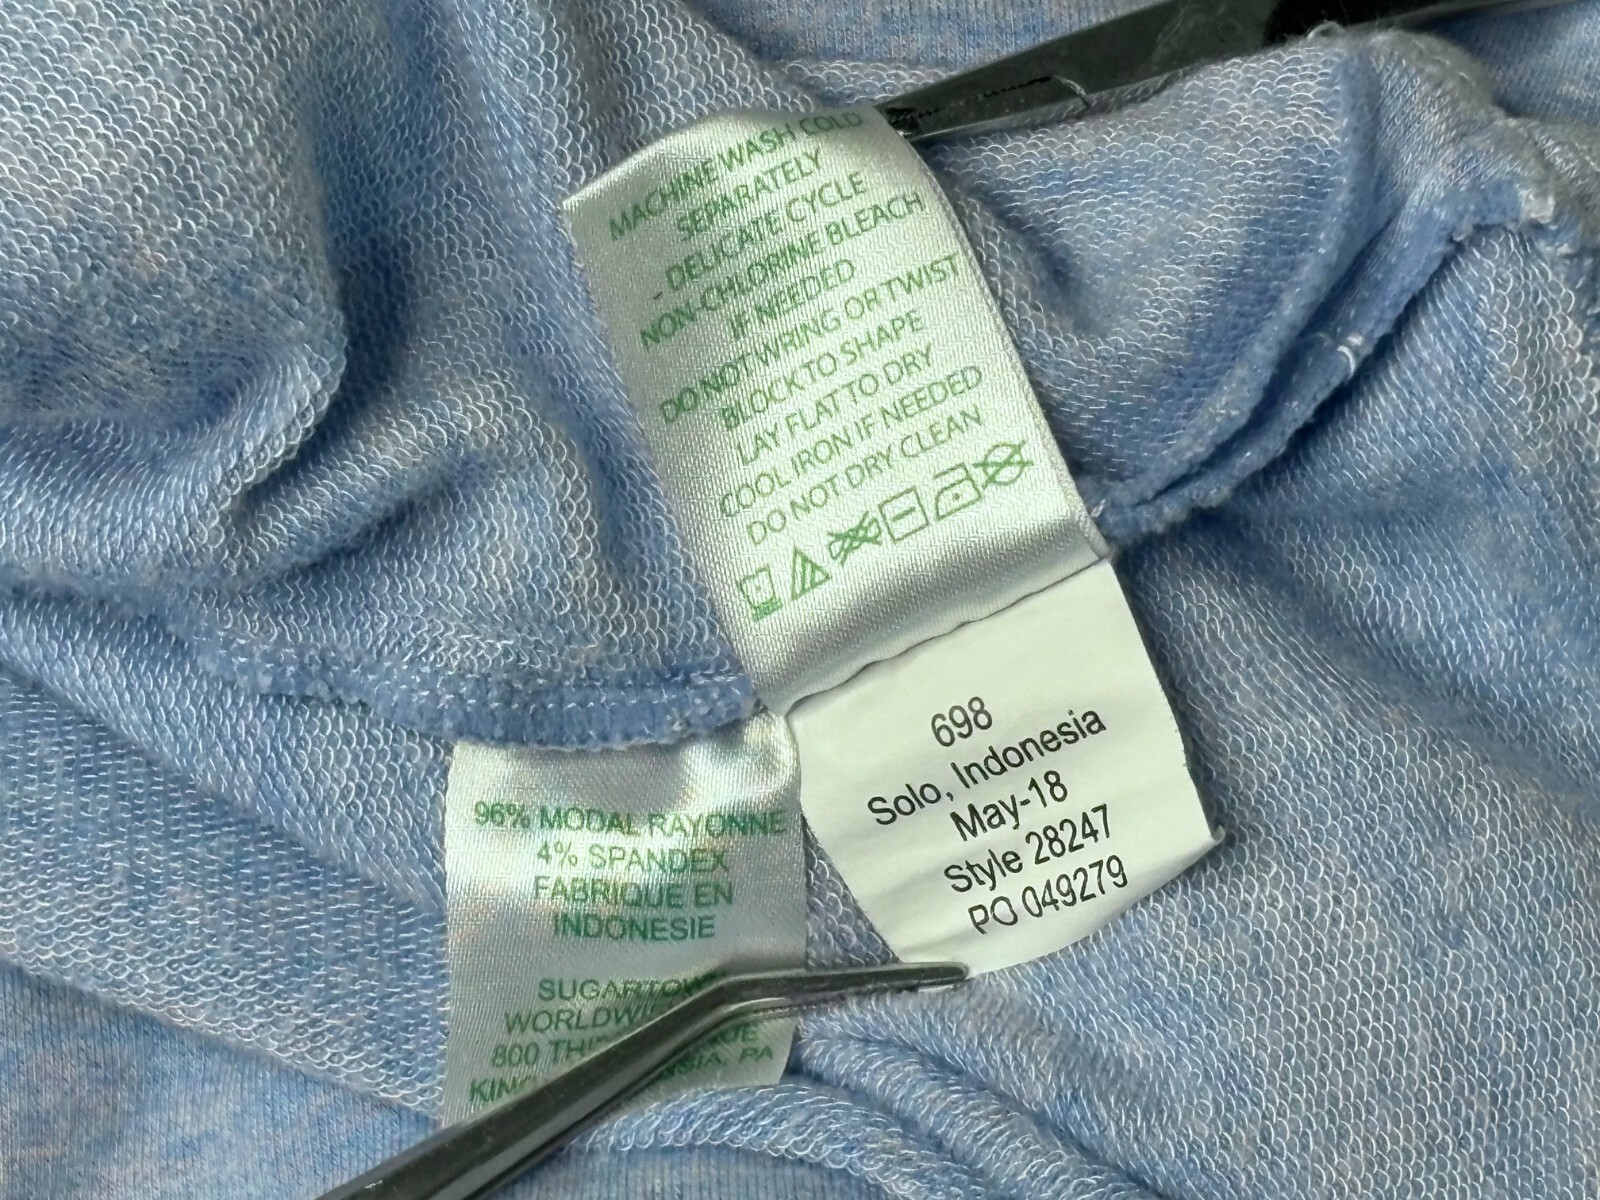 MACHINE WASH COLD
SEPARATELY
DELICATE CYCLE
NON-CHLORINE BLEACH
IF NEEDED
DO NOT WRING OR TWIST
BLOCK TO SHAPE
LAY FLAT TO DRY
COOL IRON IF NEEDED
DO NOT DRY CLEAN
698
Solo, Indonesia
May-18
Style 28247
PO 049279
96% MODAL RAYONNE
4% SPANDEX
FABRIQUE EN
INDONESIE
800
PA